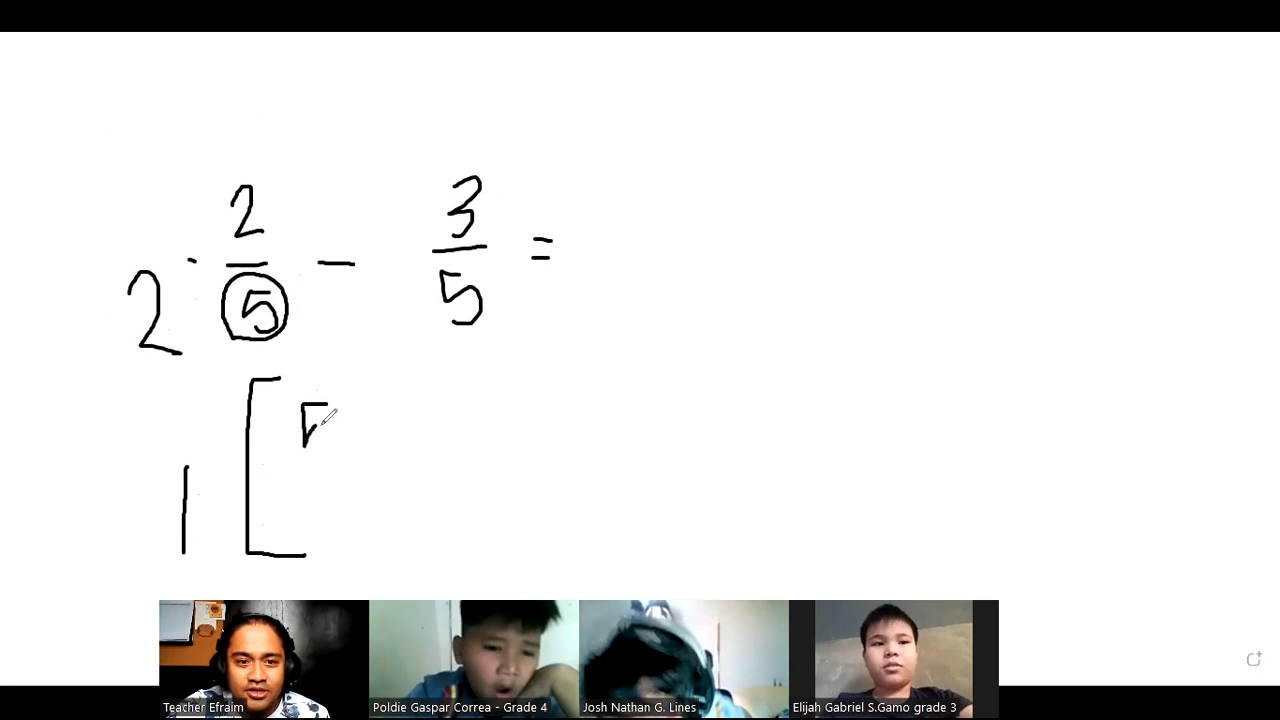 2 2/5 - 3/5 =
1 [
Teacher Efraim
Poldie Gaspar Correa - Grade 4
Josh Nathan G. Lines
Elijah Gabriel S.Gamo grade 3